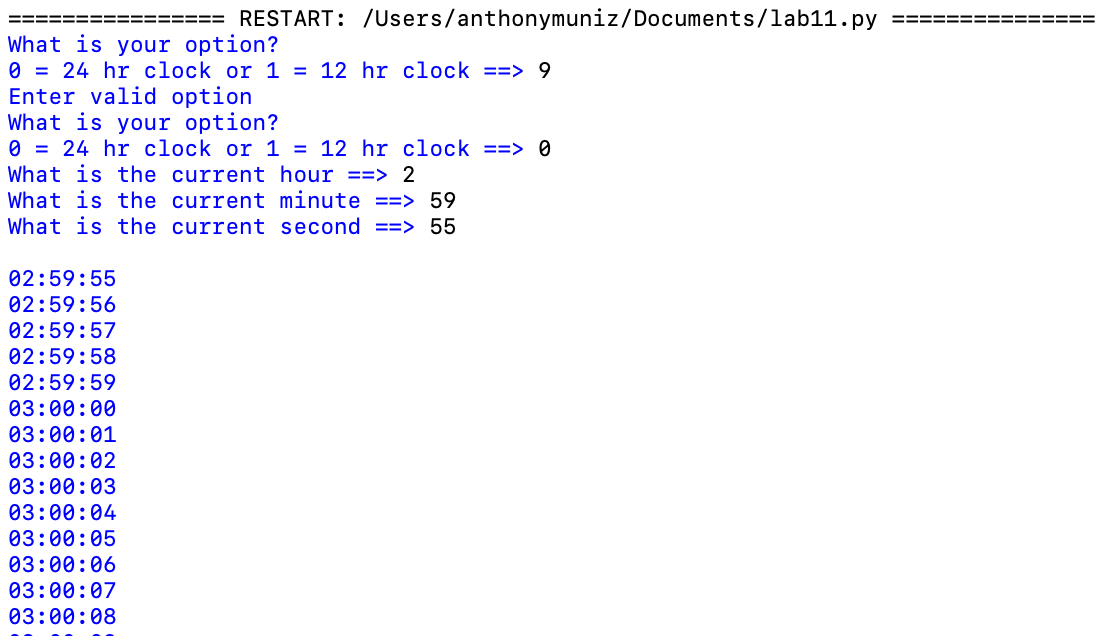 =============== RESTART: /Users/anthonymuniz/Documents/lab11.py ===============
What is your option?
0 = 24 hr clock or 1 = 12 hr clock ==> 9
Enter valid option
What is your option?
0 = 24 hr clock or 1 = 12 hr clock ==> 0
What is the current hour ==> 2
What is the current minute ==> 59
What is the current second ==> 55
02:59:55
02:59:56
02:59:57
02:59:58
02:59:59
03:00:00
03:00:01
03:00:02
03:00:03
03:00:04
03:00:05
03:00:06
03:00:07
03:00:08